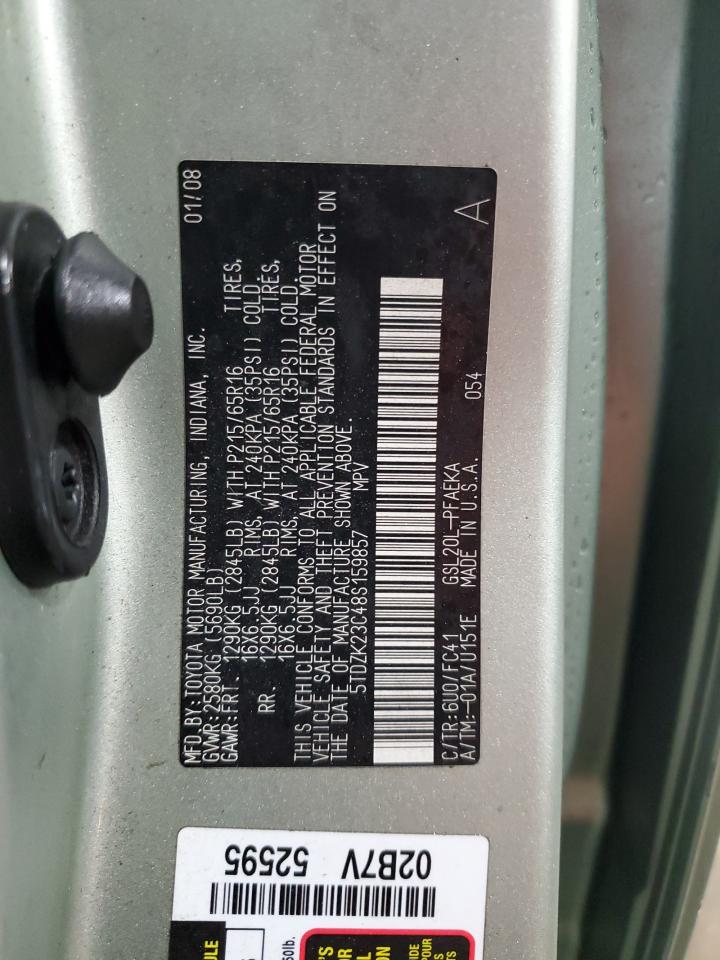 MFD.BY:TOYOTA MOTOR MANUFACTURING, INDIANA, INC. 01/08
GVWR:2580KG (5690LB)
GAWR:FRT. 1290KG (2845LB) WITH P215/65R16 TIRES,
16X6.5JJ RIMS, AT 240KPA (35PSI) COLD.
RR. 1290KG (2845LB) WITH P215/65R16 TIRES,
16X6.5JJ RIMS, AT 240KPA (35PSI) COLD.
THIS VEHICLE CONFORMS TO ALL APPLICABLE FEDERAL MOTOR
VEHICLE SAFETY AND THEFT PREVENTION STANDARDS IN EFFECT ON
THE DATE OF MANUFACTURE SHOWN ABOVE.
5TDZK23C48S159857 MPV
C/TR:6U0/FC41 GSL20L-PFAEKA 054 A
A/TM:-01A/U151E MADE IN U.S.A.
02B7V 52595